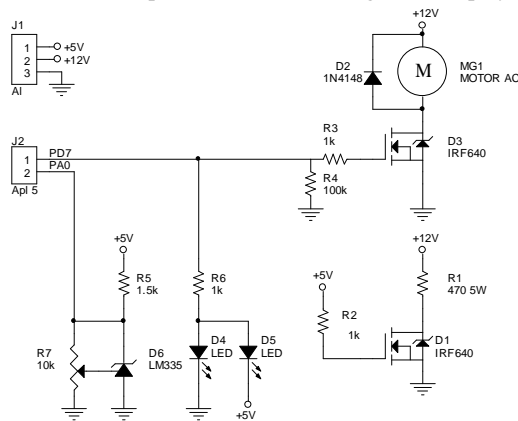 J1
1
+5V
2
+12V
3
AI
+12V
D2
1N4148
M
MG1
MOTOR AC
J2
1
PD7
2
PA0
Apl 5
R3
1k
R4
100k
D3
IRF640
+5V
R5
1.5k
R6
1k
R7
10k
D6
LM335
D4
LED
D5
LED
+5V
+5V
R2
1k
+12V
R1
470 5W
D1
IRF640